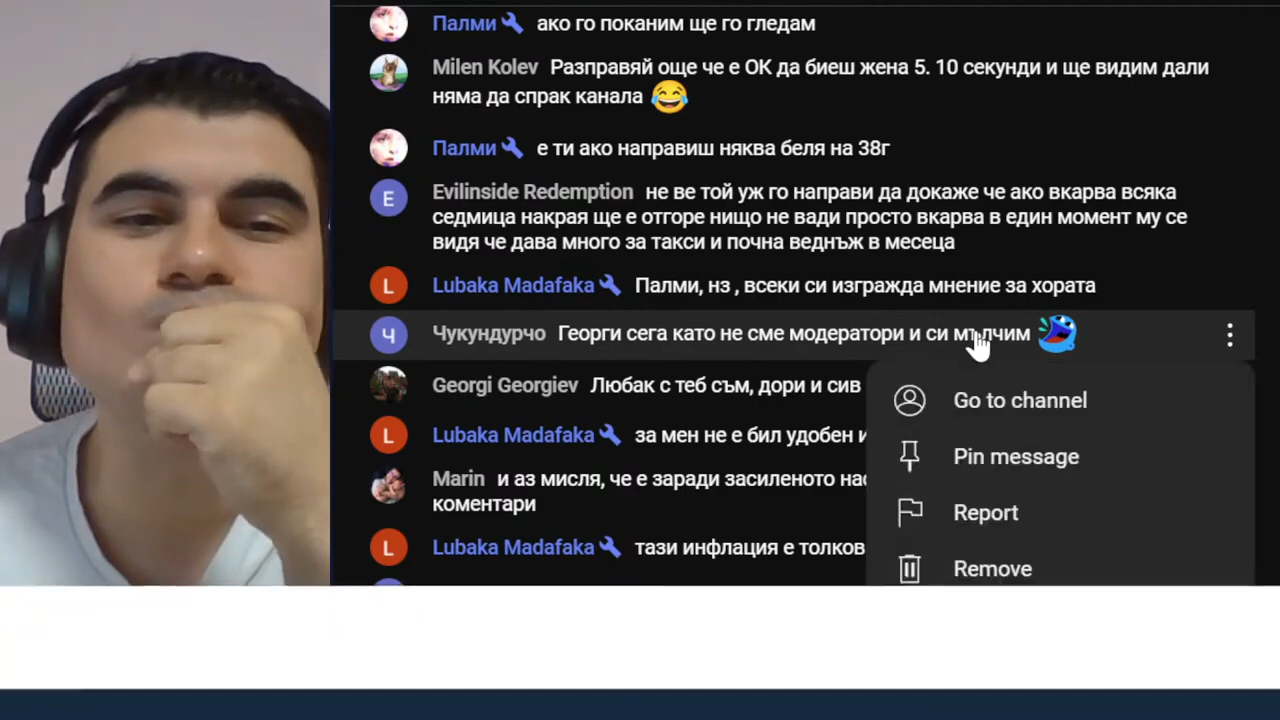 Палми ако го поканим ще го гледам
Milen Kolev Разправяй още че е ОК да биеш жена 5. 10 секунди и ще видим дали
няма да спрак канала 😂
Палми е ти ако направиш няква беля на 38г
E Evilinside Redemption не ве той уж го направи да докаже че ако вкарва всяка
седмица накрая ще е отгоре нищо не вади просто вкарва в един момент му се
видя че дава много за такси и почна веднъж в месеца
L Lubaka Madafaka Палми, нз , всеки си изгражда мнение за хората
Ч Чукундурчо Георги сега като не сме модератори и си мълчим
Georgi Georgiev Любак с теб съм, дори и сив
Go to channel
L Lubaka Madafaka за мен не е бил удобен
Pin message
Marin и аз мисля, че е заради засиленото
коментари
Report
L Lubaka Madafaka тази инфлация е толков
Remove